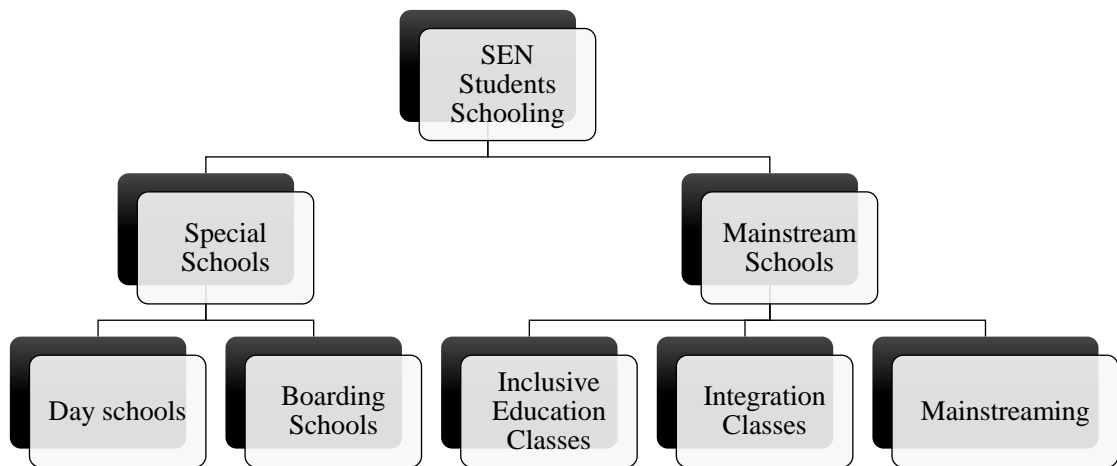 SEN
Students
Schooling
Special
Schools
Mainstream
Schools
Day schools
Boarding
Schools
Inclusive
Education
Classes
Integration
Classes
Mainstreaming